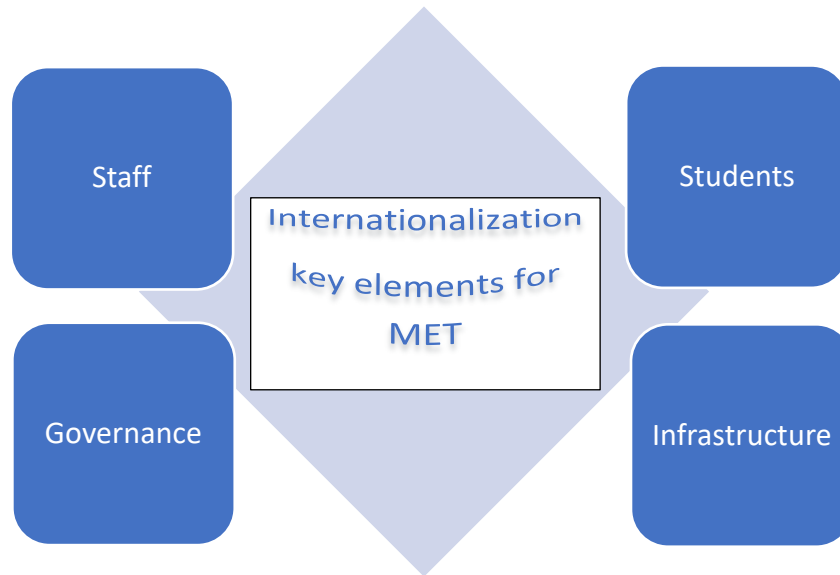 Staff
Students
Internationalization
key elements for
MET
Governance
Infrastructure